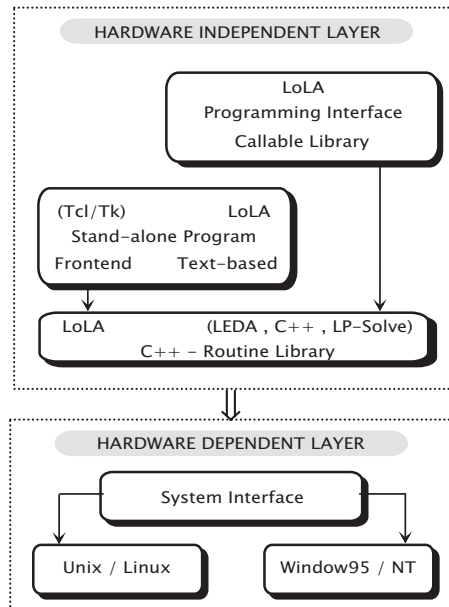 HARDWARE INDEPENDENT LAYER
LoLA
Programming Interface
Callable Library
(Tcl/Tk) LoLA
Stand-alone Program
Frontend Text-based
LoLA (LEDA , C++ , LP-Solve)
C++ - Routine Library
HARDWARE DEPENDENT LAYER
System Interface
Unix / Linux Window95 / NT